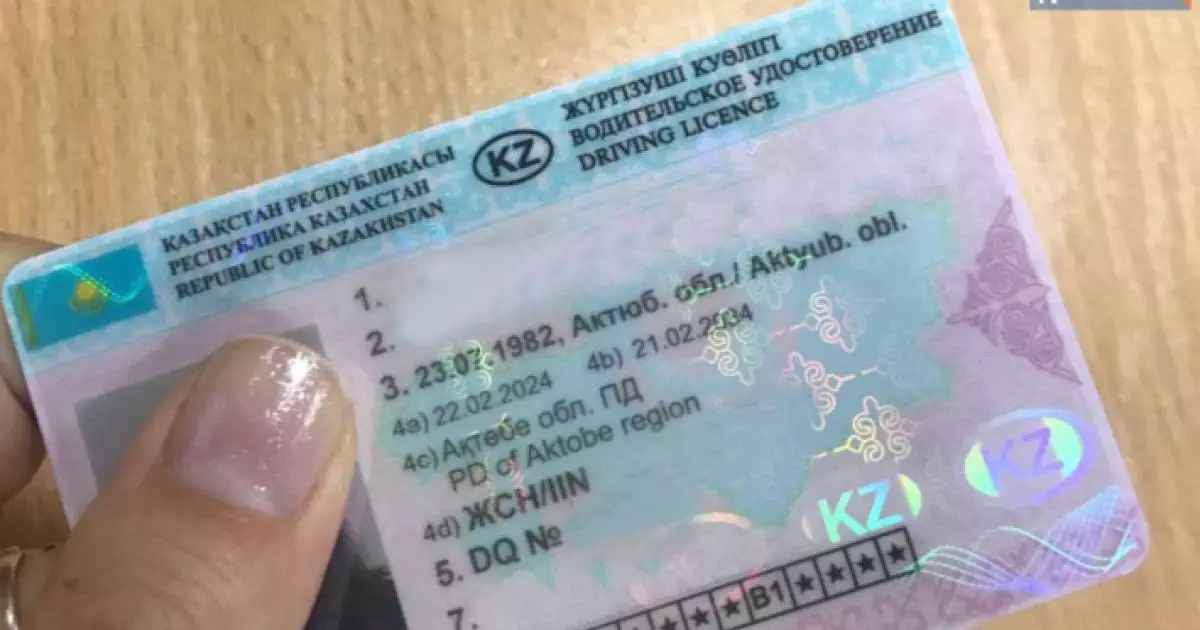 ҚАЗАҚСТАН РЕСПУБЛИКАСЫ
РЕСПУБЛИКА КАЗАХСТАН
REPUBLIC OF KAZAKHSTAN
KZ
ЖҮРГІЗУШІ КУӘЛІГІ
ВОДИТЕЛЬСКОЕ УДОСТОВЕРЕНИЕ
DRIVING LICENCE
1.
2.
3. 23.07.1982, Актюб. обл./ Aktyub. obl.
4a) 22.02.2024 4b) 21.02.2034
4c) Ақтөбе обл. ПД
PD of Aktobe region
4d) ЖСН/IIN
5. DQ №
7.
KZ
KZ
★ ★ B1 ★ ★ ★ ★